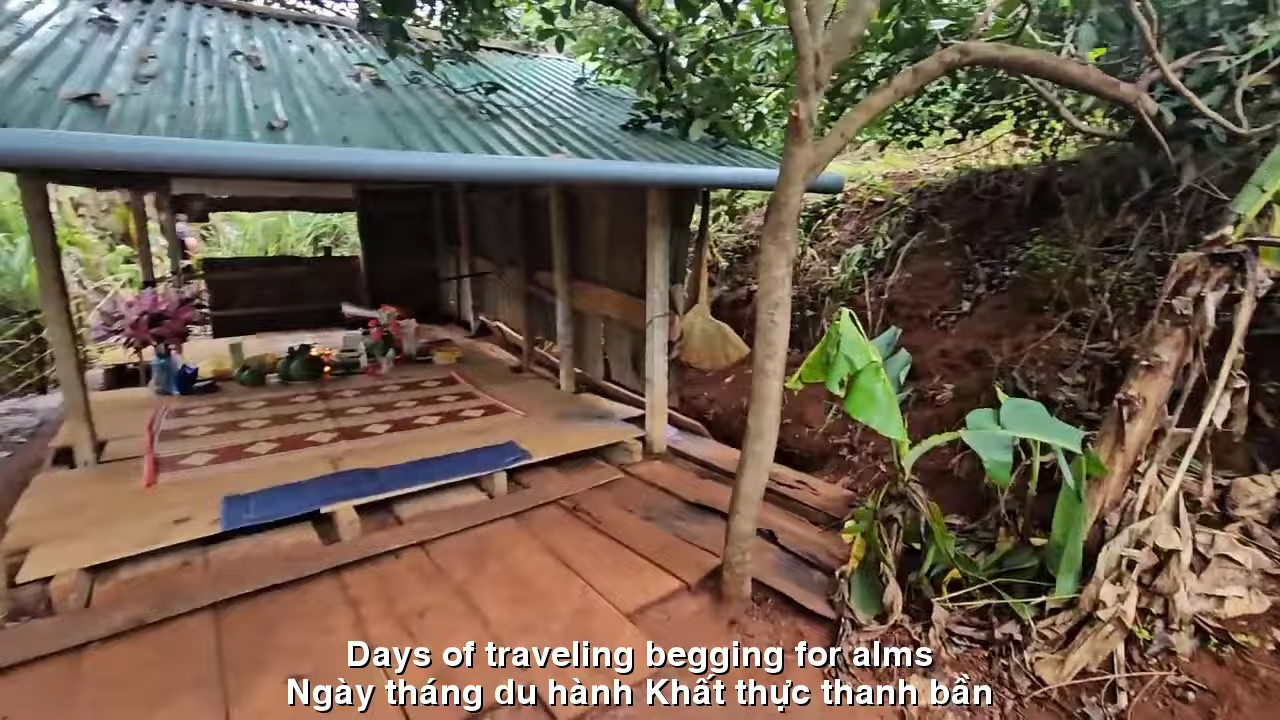 Days of traveling begging for alms
Ngày tháng du hành Khất thực thanh bần